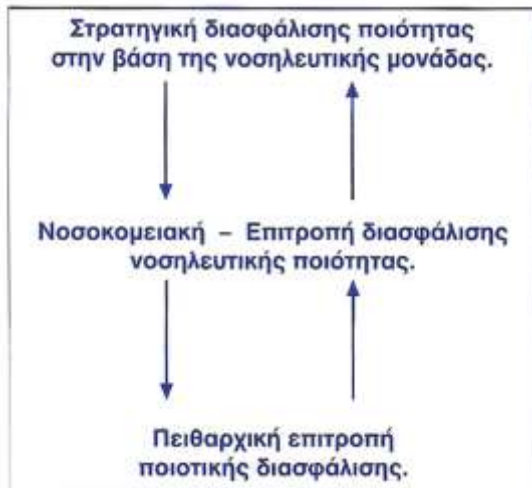 Στρατηγική διασφάλισης ποιότητας
στην βάση της νοσηλευτικής μονάδας.
Νοσοκομειακή – Επιτροπή διασφάλισης
νοσηλευτικής ποιότητας.
Πειθαρχική επιτροπή
ποιοτικής διασφάλισης.